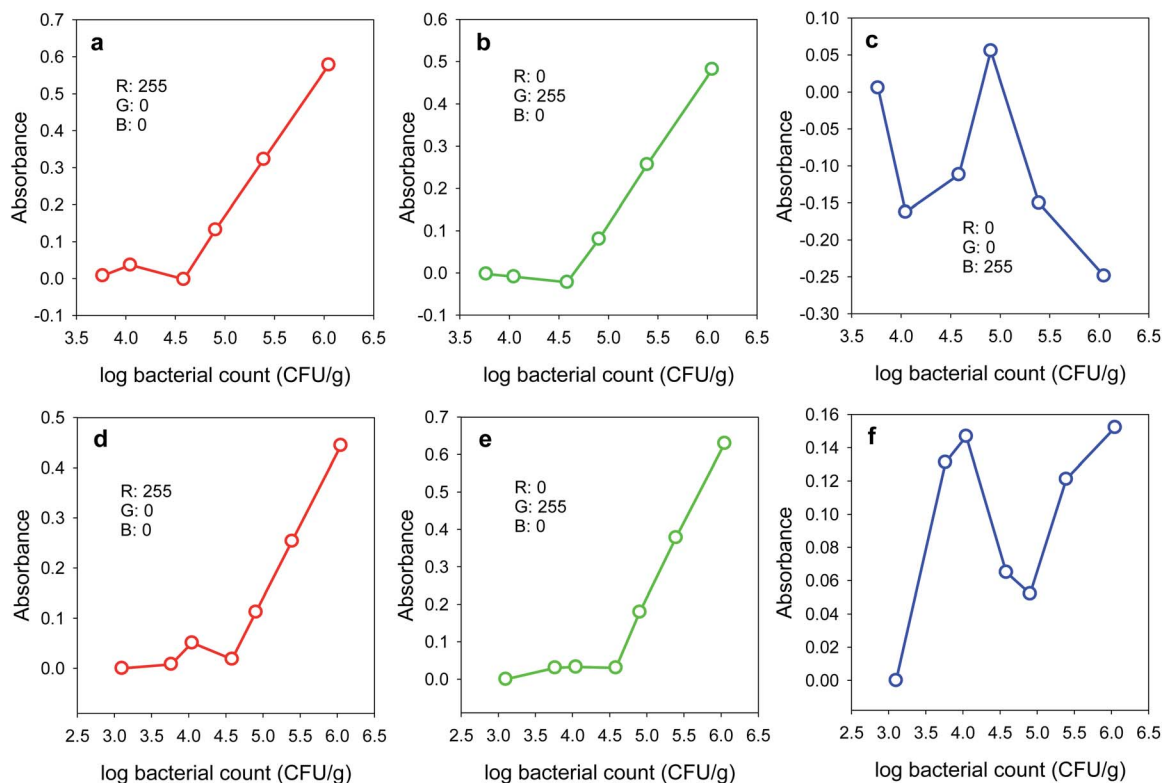 a
R: 255
G: 0
B: 0
Absorbance
0.6
0.5
0.4
0.3
0.2
0.1
0.0
-0.1
3.5 4.0 4.5 5.0 5.5 6.0 6.5
log bacterial count (CFU/g)
b
R: 0
G: 255
B: 0
Absorbance
0.6
0.5
0.4
0.3
0.2
0.1
0.0
-0.1
3.5 4.0 4.5 5.0 5.5 6.0 6.5
log bacterial count (CFU/g)
c
R: 0
G: 0
B: 255
Absorbance
0.10
0.05
0.00
-0.05
-0.10
-0.15
-0.20
-0.25
-0.30
3.5 4.0 4.5 5.0 5.5 6.0 6.5
log bacterial count (CFU/g)
d
R: 255
G: 0
B: 0
Absorbance
0.5
0.4
0.3
0.2
0.1
0.0
2.5 3.0 3.5 4.0 4.5 5.0 5.5 6.0 6.5
log bacterial count (CFU/g)
e
R: 0
G: 255
B: 0
Absorbance
0.7
0.6
0.5
0.4
0.3
0.2
0.1
0.0
2.5 3.0 3.5 4.0 4.5 5.0 5.5 6.0 6.5
log bacterial count (CFU/g)
f
Absorbance
0.16
0.14
0.12
0.10
0.08
0.06
0.04
0.02
0.00
2.5 3.0 3.5 4.0 4.5 5.0 5.5 6.0 6.5
log bacterial count (CFU/g)